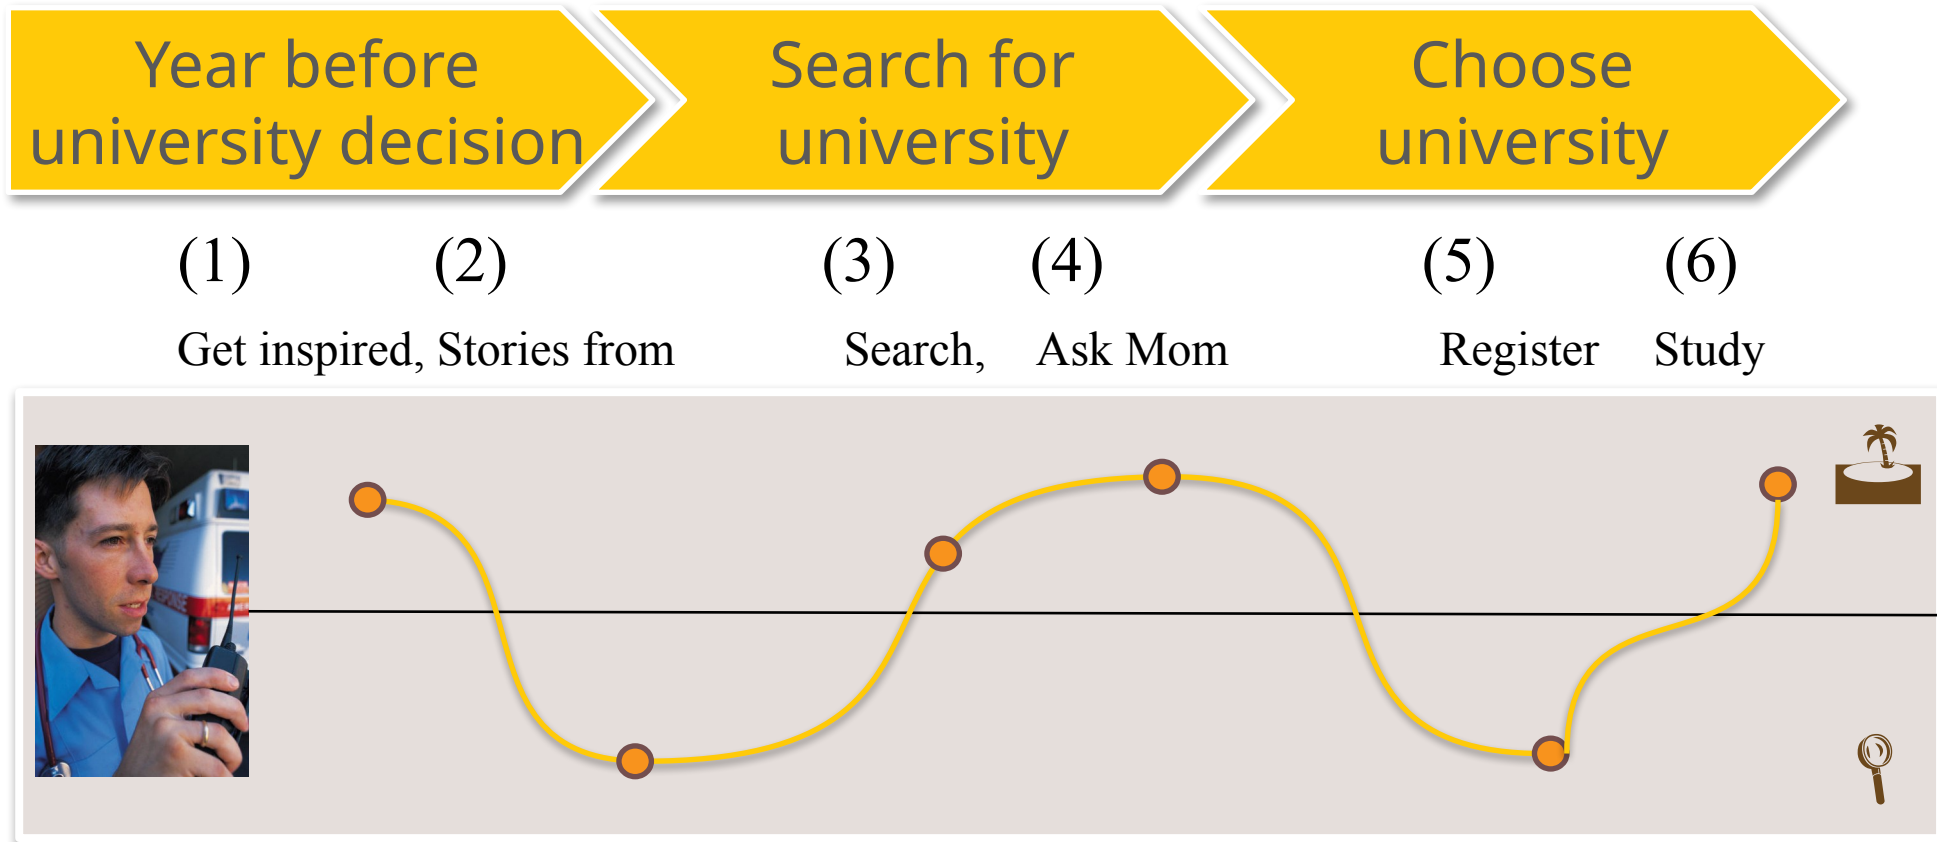 Year before
university decision
Search for
university
Choose
university
(1) (2) (3) (4) (5) (6)
Get inspired, Stories from Search, Ask Mom Register Study